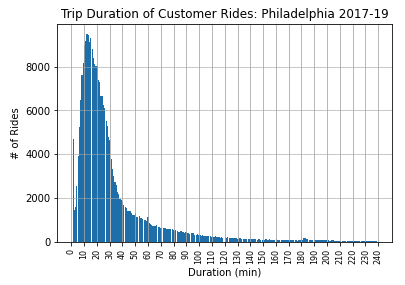 Trip Duration of Customer Rides: Philadelphia 2017-19
8000
6000
4000
2000
0
# of Rides
0 10 20 30 40 50 60 70 80 90 100 110 120 130 140 150 160 170 180 190 200 210 220 230 240
Duration (min)